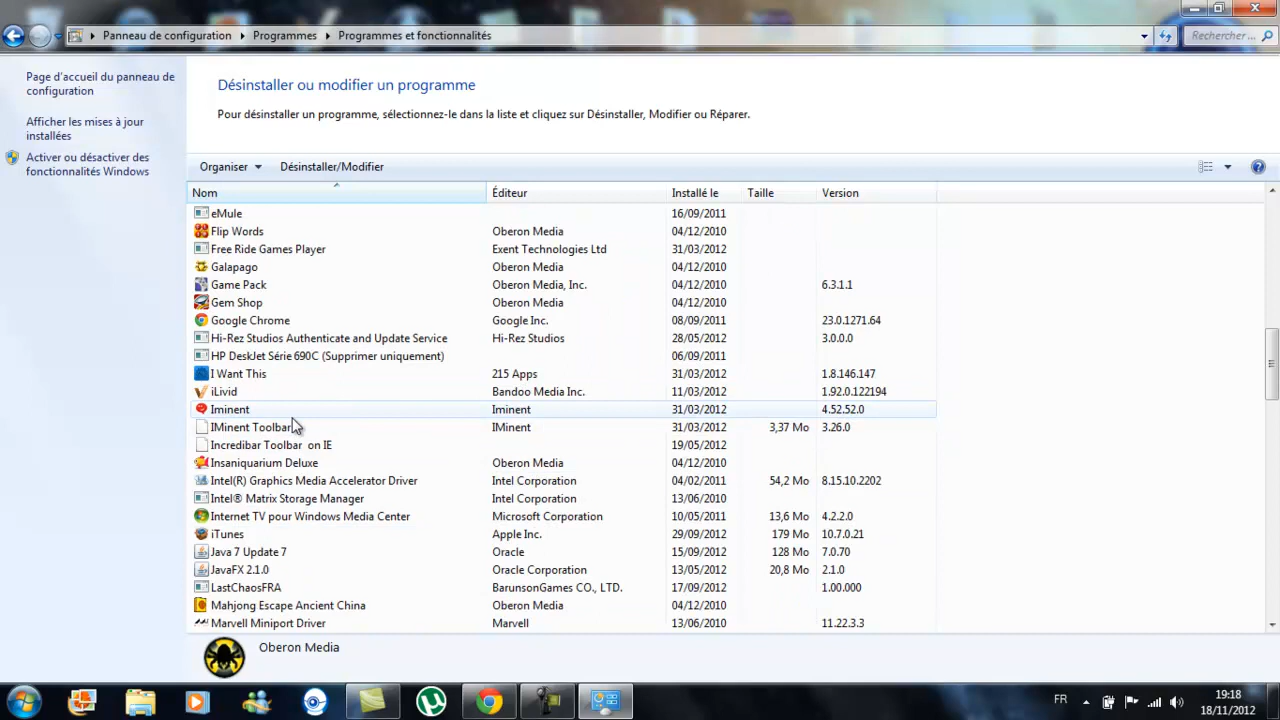 Panneau de configuration Programmes Programmes et fonctionnalités Rechercher ...
Page d'accueil du panneau de configuration
Afficher les mises à jour installées
Activer ou désactiver des fonctionnalités Windows
Désinstaller ou modifier un programme
Pour désinstaller un programme, sélectionnez-le dans la liste et cliquez sur Désinstaller, Modifier ou Réparer.
Organiser Désinstaller/Modifier
Nom Éditeur Installé le Taille Version
eMule 16/09/2011
Flip Words Oberon Media 04/12/2010
Free Ride Games Player Exent Technologies Ltd 31/03/2012
Galapago Oberon Media 04/12/2010
Game Pack Oberon Media, Inc. 04/12/2010 6.3.1.1
Gem Shop Oberon Media 04/12/2010
Google Chrome Google Inc. 08/09/2011 23.0.1271.64
Hi-Rez Studios Authenticate and Update Service Hi-Rez Studios 28/05/2012 3.0.0.0
HP DeskJet Série 690C (Supprimer uniquement) 06/09/2011
I Want This 215 Apps 31/03/2012 1.8.146.147
iLivid Bandoo Media Inc. 11/03/2012 1.92.0.122194
Iminent Iminent 31/03/2012 4.52.52.0
IMinent Toolbar IMinent 31/03/2012 3,37 Mo 3.26.0
Incredibar Toolbar on IE 19/05/2012
Insaniquarium Deluxe Oberon Media 04/12/2010
Intel(R) Graphics Media Accelerator Driver Intel Corporation 04/02/2011 54,2 Mo 8.15.10.2202
Intel® Matrix Storage Manager Intel Corporation 13/06/2010
Internet TV pour Windows Media Center Microsoft Corporation 10/05/2011 13,6 Mo 4.2.2.0
iTunes Apple Inc. 29/09/2012 179 Mo 10.7.0.21
Java 7 Update 7 Oracle 15/09/2012 128 Mo 7.0.70
JavaFX 2.1.0 Oracle Corporation 13/05/2012 20,8 Mo 2.1.0
LastChaosFRA BarunsonGames CO., LTD. 17/09/2012 1.00.000
Mahjong Escape Ancient China Oberon Media 04/12/2010
Marvell Miniport Driver Marvell 13/06/2010 11.22.3.3
Oberon Media
FR
19:18
18/11/2012